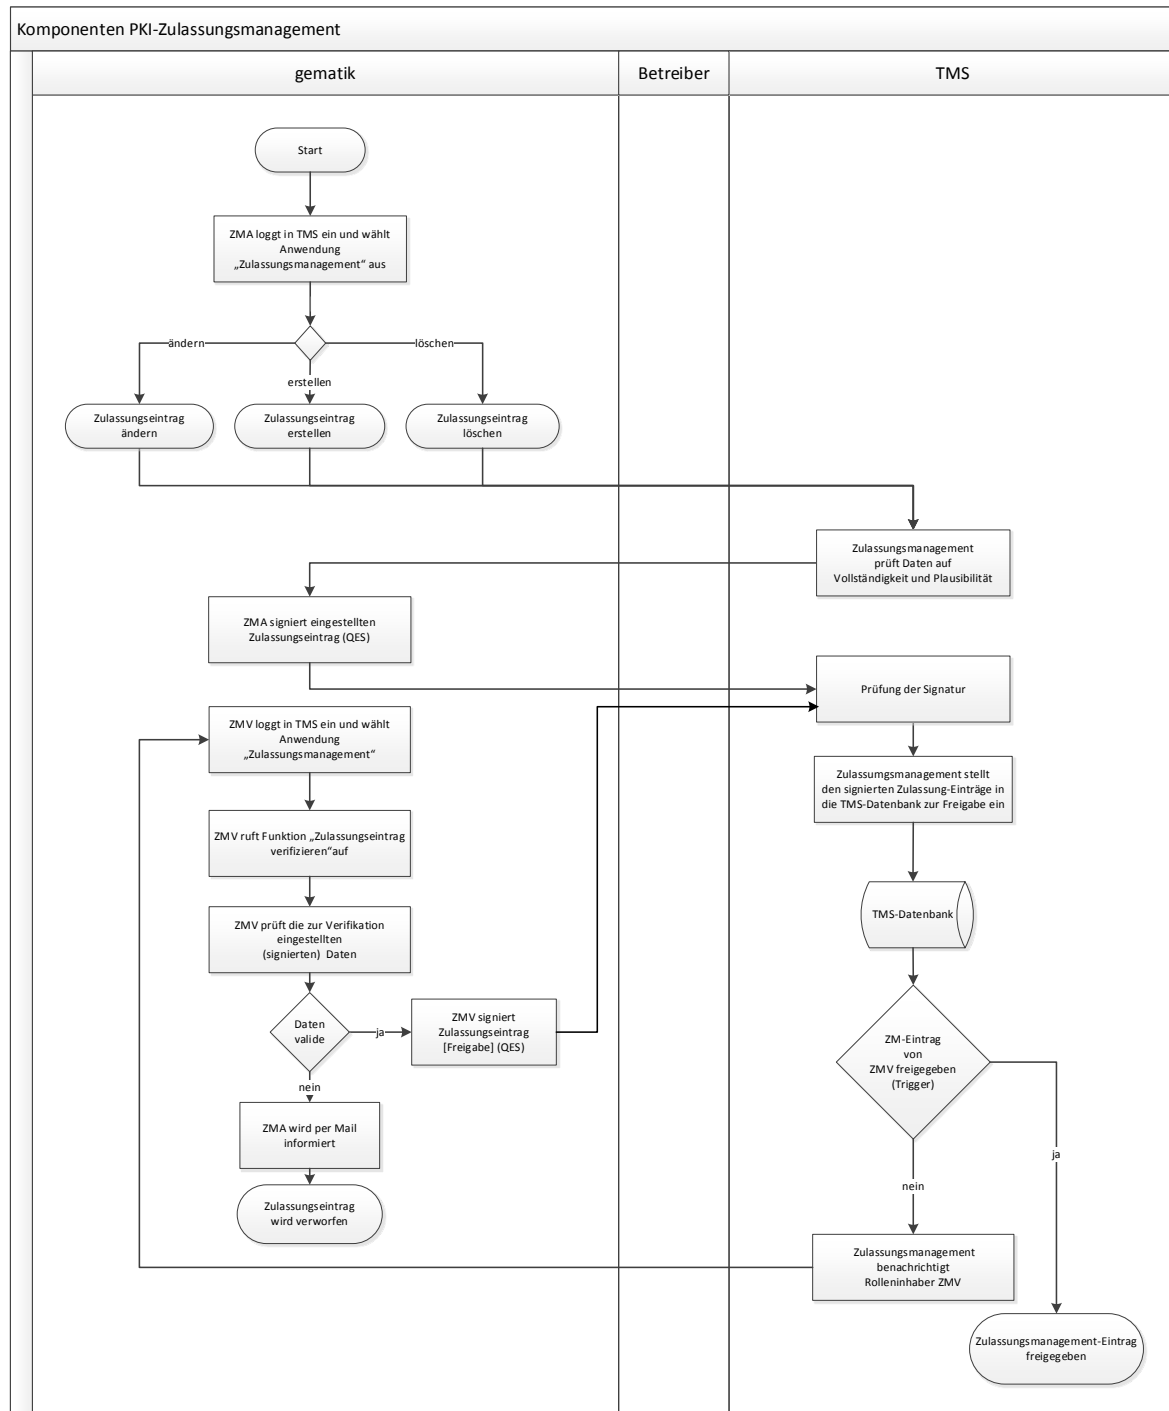 Komponenten PKI-Zulassungsmanagement
gematik
Betreiber
TMS
Start
ZMA loggt in TMS ein und wählt
Anwendung
„Zulassungsmanagement“ aus
ändern
löschen
erstellen
Zulassungseintrag
ändern
Zulassungseintrag
erstellen
Zulassungseintrag
löschen
Zulassungsmanagement
prüft Daten auf
Vollständigkeit und Plausibilität
ZMA signiert eingestellten
Zulassungseintrag (QES)
Prüfung der Signatur
ZMV loggt in TMS ein und wählt
Anwendung
„Zulassungsmanagement“
Zulassumgsmanagement stellt
den signierten Zulassung-Einträge in
die TMS-Datenbank zur Freigabe ein
ZMV ruft Funktion „Zulassungseintrag
verifizieren“auf
TMS-Datenbank
ZMV prüft die zur Verifikation
eingestellten
(signierten) Daten
Daten
valide
ja
ZMV signiert
Zulassungseintrag
[Freigabe] (QES)
ZM-Eintrag
von
ZMV freigegeben
(Trigger)
nein
ZMA wird per Mail
informiert
ja
nein
Zulassungseintrag
wird verworfen
Zulassungsmanagement
benachrichtigt
Rolleninhaber ZMV
Zulassungsmanagement-Eintrag
freigegeben